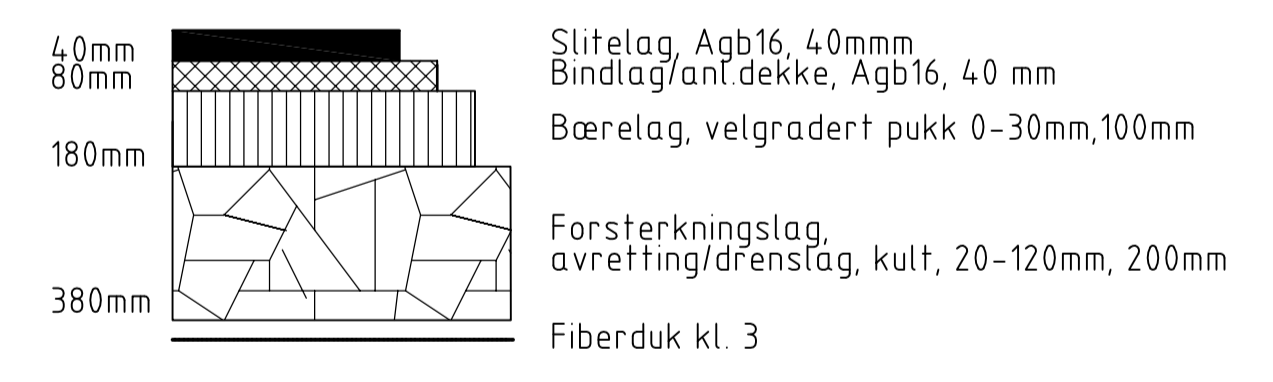 40mm
80mm
180mm
380mm
Slitelag, Agb16, 40mmm
Bindlag/anl.dekke, Agb16, 40 mm
Bærelag, velgradert pukk 0-30mm,100mm
Forsterkningslag,
avretting/drenslag, kult, 20-120mm, 200mm
Fiberduk kl. 3